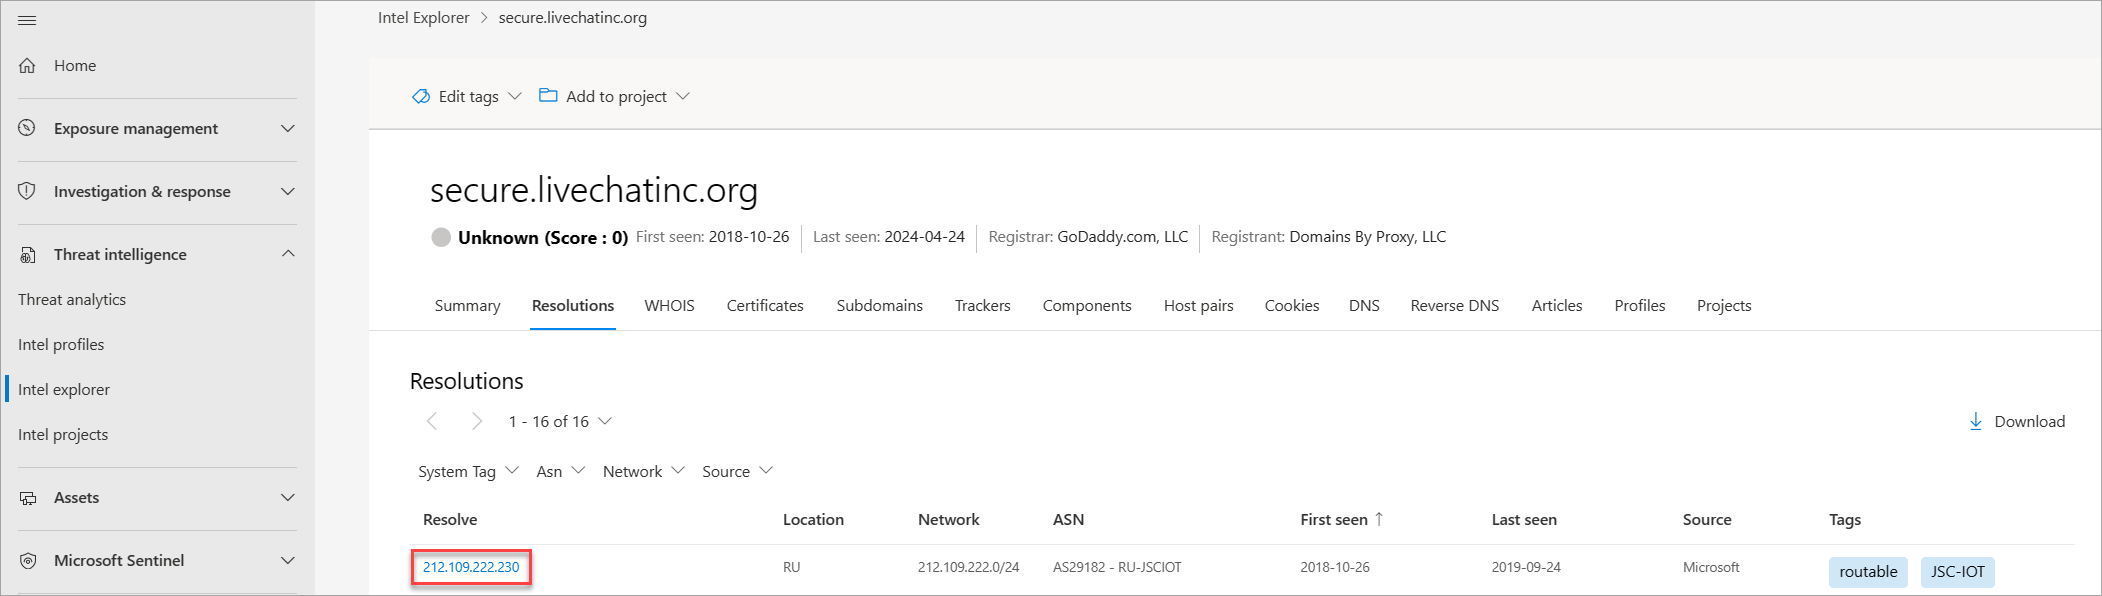 Intel Explorer > secure.livechatinc.org
Home
Exposure management
Investigation & response
Threat intelligence
Threat analytics
Intel profiles
Intel explorer
Intel projects
Assets
Microsoft Sentinel
Edit tags Add to project
secure.livechatinc.org
Unknown (Score : 0) First seen: 2018-10-26 Last seen: 2024-04-24 Registrar: GoDaddy.com, LLC Registrant: Domains By Proxy, LLC
Summary Resolutions WHOIS Certificates Subdomains Trackers Components Host pairs Cookies DNS Reverse DNS Articles Profiles Projects
Resolutions
1 - 16 of 16 Download
System Tag Asn Network Source
Resolve Location Network ASN First seen ↑ Last seen Source Tags
212.109.222.230 RU 212.109.222.0/24 AS29182 - RU-JSCIOT 2018-10-26 2019-09-24 Microsoft routable JSC-IOT